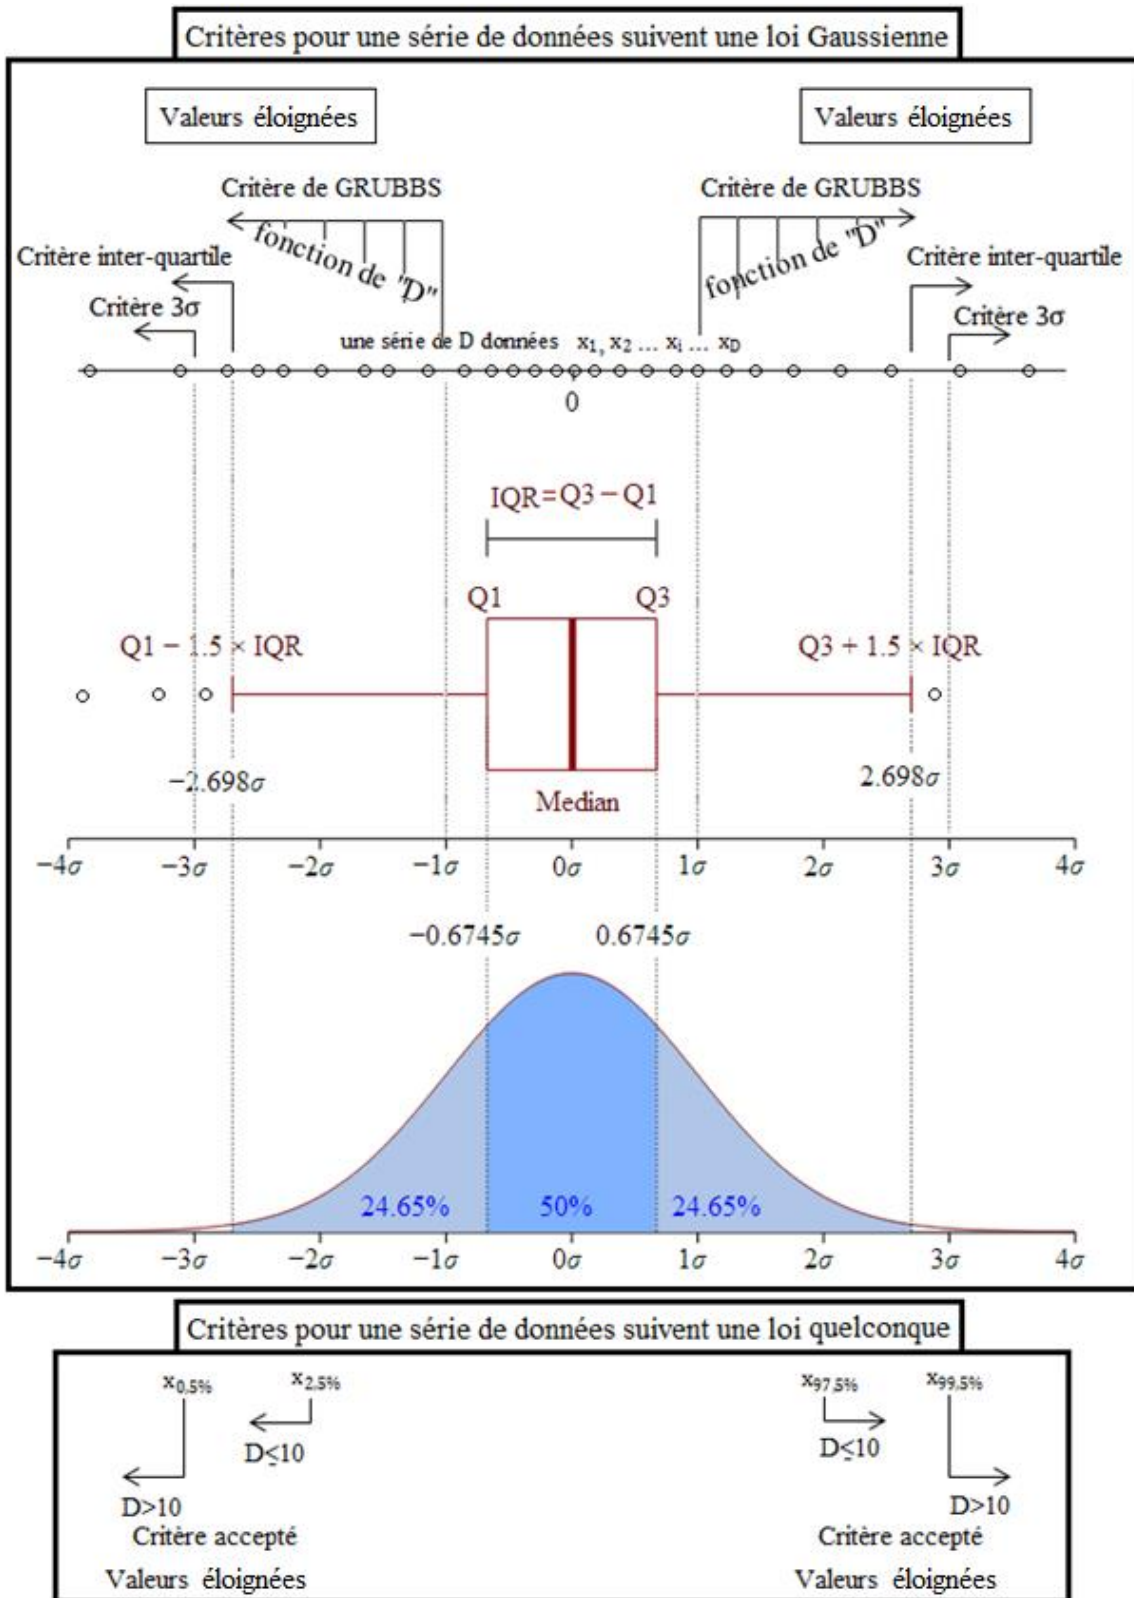 Critères pour une série de données suivent une loi Gaussienne
Valeurs éloignées
Valeurs éloignées
Critère de GRUBBS
Critère de GRUBBS
fonction de "D"
fonction de "D"
Critère inter-quartile
Critère inter-quartile
Critère 3σ
Critère 3σ
une série de D données x1, x2 ... xi ... xD
0
IQR=Q3 − Q1
Q1
Q3
Q1 − 1.5 × IQR
Q3 + 1.5 × IQR
−2.698σ
2.698σ
Median
−4σ −3σ −2σ −1σ 0σ 1σ 2σ 3σ 4σ
−0.6745σ
0.6745σ
24.65%
50%
24.65%
−4σ −3σ −2σ −1σ 0σ 1σ 2σ 3σ 4σ
Critères pour une série de données suivent une loi quelconque
x0,5%
x2,5%
x97,5%
x99,5%
D≤10
D≤10
D>10
D>10
Critère accepté
Critère accepté
Valeurs éloignées
Valeurs éloignées